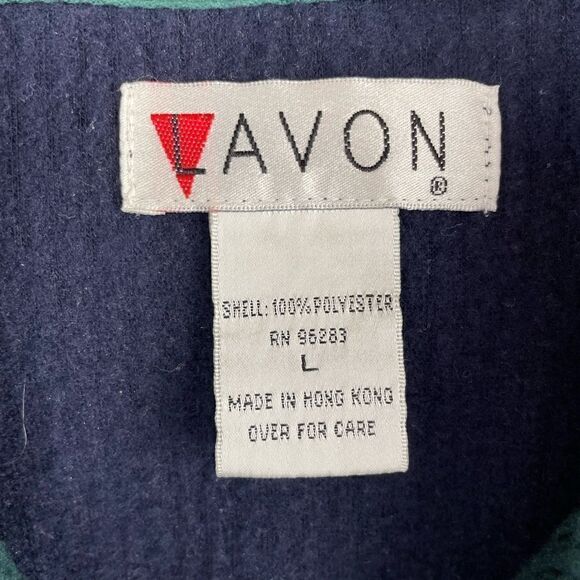 LAVON
®
SHELL: 100% POLYESTER
RN 96283
L
MADE IN HONG KONG
OVER FOR CARE